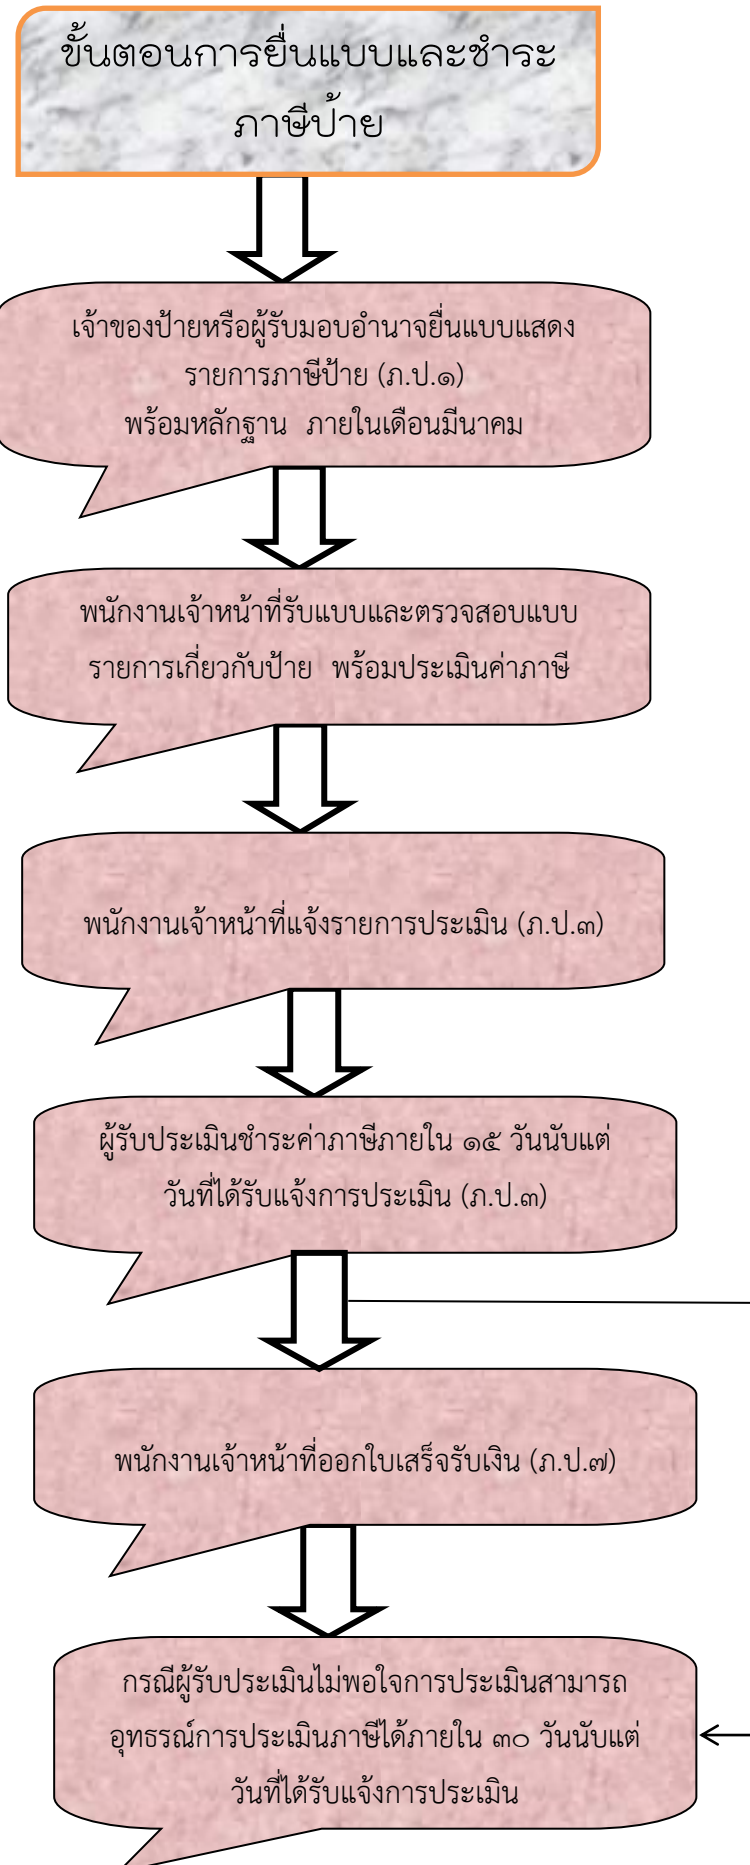 ขั้นตอนการยื่นแบบและชำระ
ภาษีป้าย
เจ้าของป้ายหรือผู้รับมอบอำนาจยื่นแบบแสดง
รายการภาษีป้าย (ภ.ป.๑)
พร้อมหลักฐาน ภายในเดือนมีนาคม
พนักงานเจ้าหน้าที่รับแบบและตรวจสอบแบบ
รายการเกี่ยวกับป้าย พร้อมประเมินค่าภาษี
พนักงานเจ้าหน้าที่แจ้งรายการประเมิน (ภ.ป.๓)
ผู้รับประเมินชำระค่าภาษีภายใน ๑๕ วันนับแต่
วันที่ได้รับแจ้งการประเมิน (ภ.ป.๓)
พนักงานเจ้าหน้าที่ออกใบเสร็จรับเงิน (ภ.ป.๗)
กรณีผู้รับประเมินไม่พอใจการประเมินสามารถ
อุทธรณ์การประเมินภาษีได้ภายใน ๓๐ วันนับแต่
วันที่ได้รับแจ้งการประเมิน